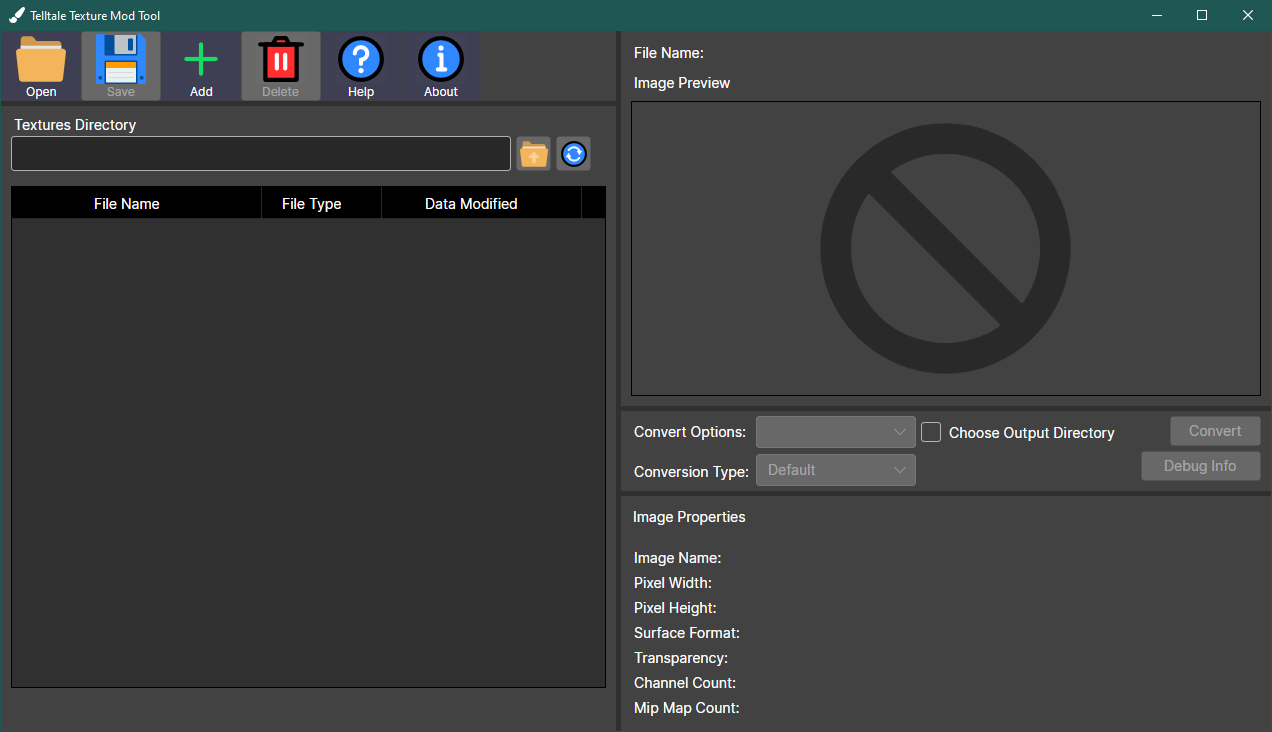 Telltale Texture Mod Tool
Open Save Add Delete Help About
Textures Directory
File Name File Type Data Modified
File Name:
Image Preview
Convert Options: Choose Output Directory Convert
Conversion Type: Default Debug Info
Image Properties
Image Name:
Pixel Width:
Pixel Height:
Surface Format:
Transparency:
Channel Count:
Mip Map Count: